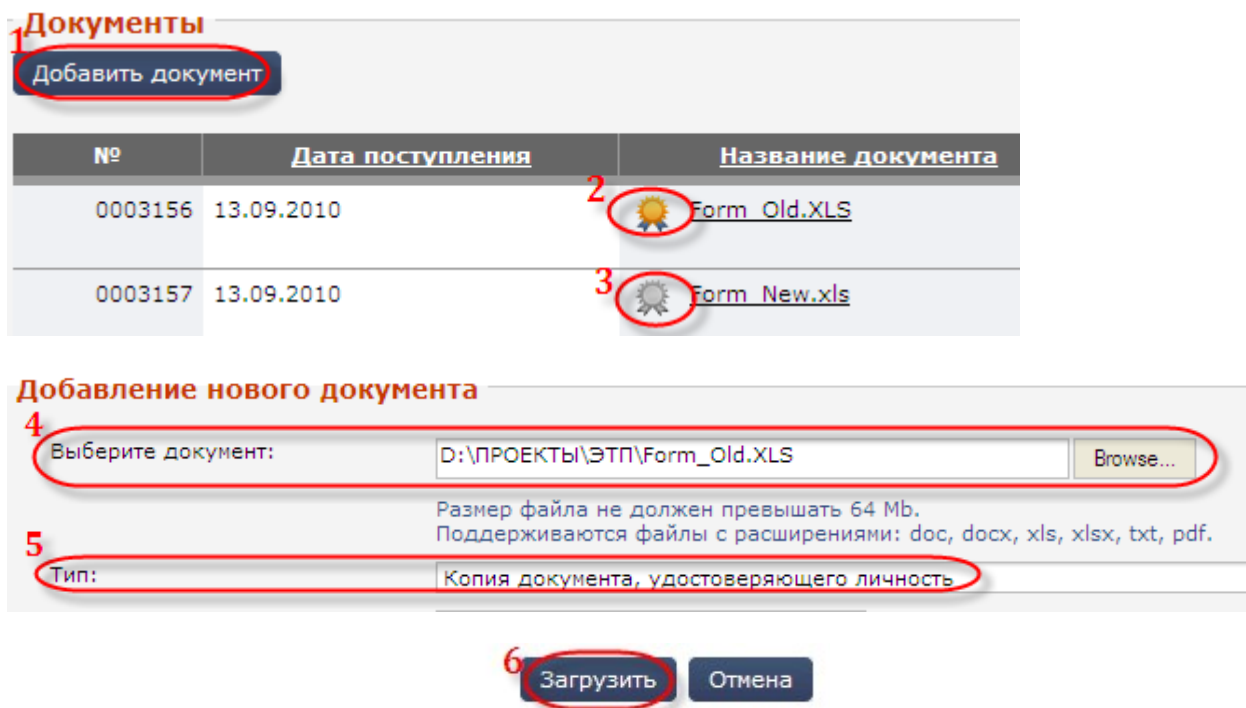 Документы
1
Добавить документ
№ Дата поступления Название документа
0003156 13.09.2010 2 Form_Old.XLS
0003157 13.09.2010 3 Form_New.xls
Добавление нового документа
4
Выберите документ: D:\ПРОЕКТЫ\ЭТП\Form_Old.XLS Browse...
Размер файла не должен превышать 64 Mb.
Поддерживаются файлы с расширениями: doc, docx, xls, xlsx, txt, pdf.
5
Тип: Копия документа, удостоверяющего личность
6 Загрузить Отмена